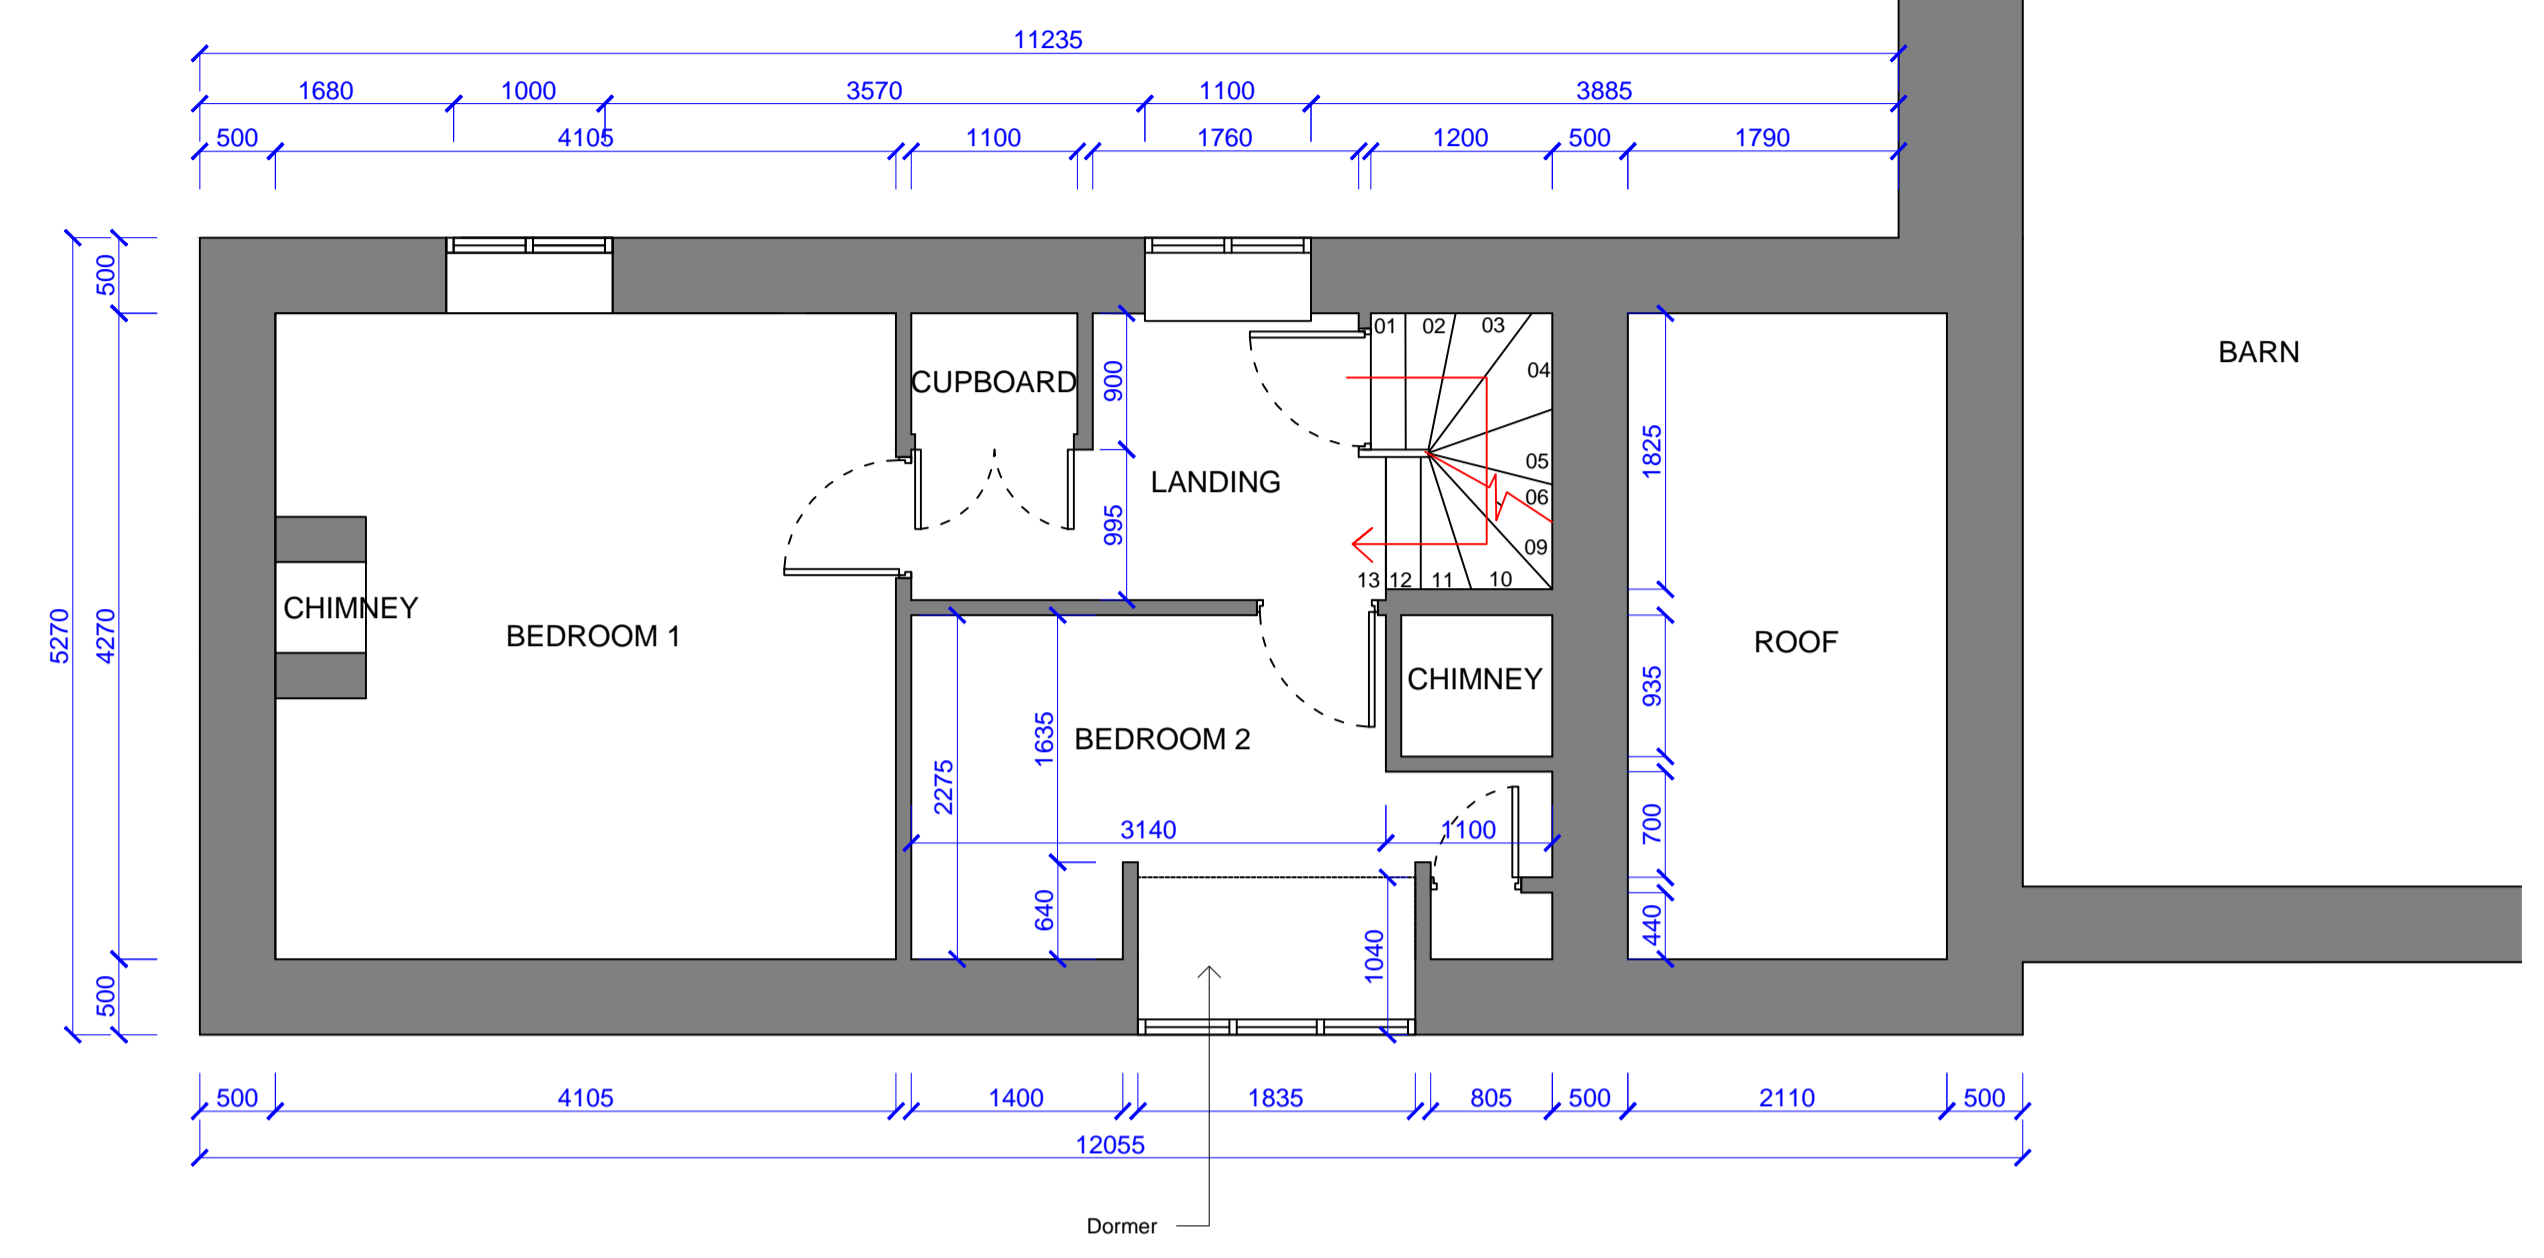 11235
1680 1000 3570 1100 3885
500 4105 1100 1760 1200 500 1790
500
01 02 03
BARN
04
CUPBOARD
900
1825
05
LANDING
06
995
09
13 12 11 10
CHIMNEY
5270
4270
BEDROOM 1
ROOF
CHIMNEY
935
BEDROOM 2
1635
2275
3140
1100
700
640
440
1040
500
500 4105 1400 1835 805 500 2110 500
12055
Dormer